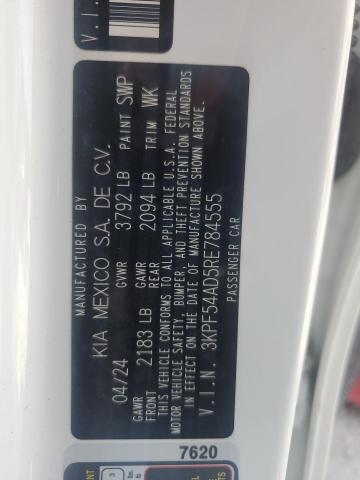 V.I.N
MANUFACTURED BY
KIA MEXICO S.A. DE C.V.
04/24 GVWR 3792 LB PAINT SWP
GAWR FRONT 2183 LB GAWR REAR 2094 LB TRIM WK
THIS VEHICLE CONFORMS TO ALL APPLICABLE U.S.A. FEDERAL
MOTOR VEHICLE SAFETY, BUMPER, AND THEFT PREVENTION STANDARDS
IN EFFECT ON THE DATE OF MANUFACTURE SHOWN ABOVE.
V.I.N. 3KPF54AD5RE784555
PASSENGER CAR
7620